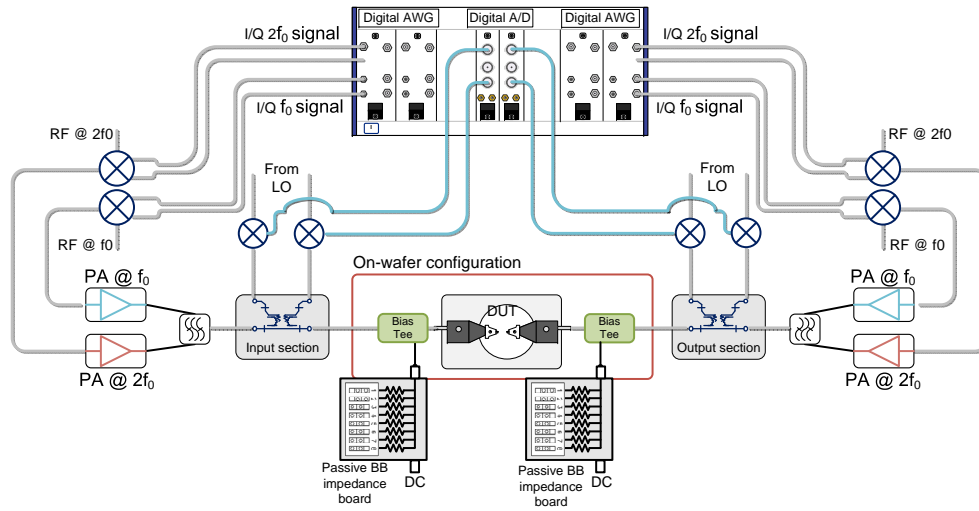 Digital AWG
Digital A/D
Digital AWG
I/Q 2f0 signal
I/Q 2f0 signal
I/Q f0 signal
I/Q f0 signal
RF @ 2f0
RF @ 2f0
From
LO
From
LO
RF @ f0
RF @ f0
On-wafer configuration
PA @ f0
PA @ f0
DUT
Bias
Tee
Bias
Tee
Input section
Output section
PA @ 2f0
PA @ 2f0
Passive BB
impedance
board
DC
Passive BB
impedance
board
DC